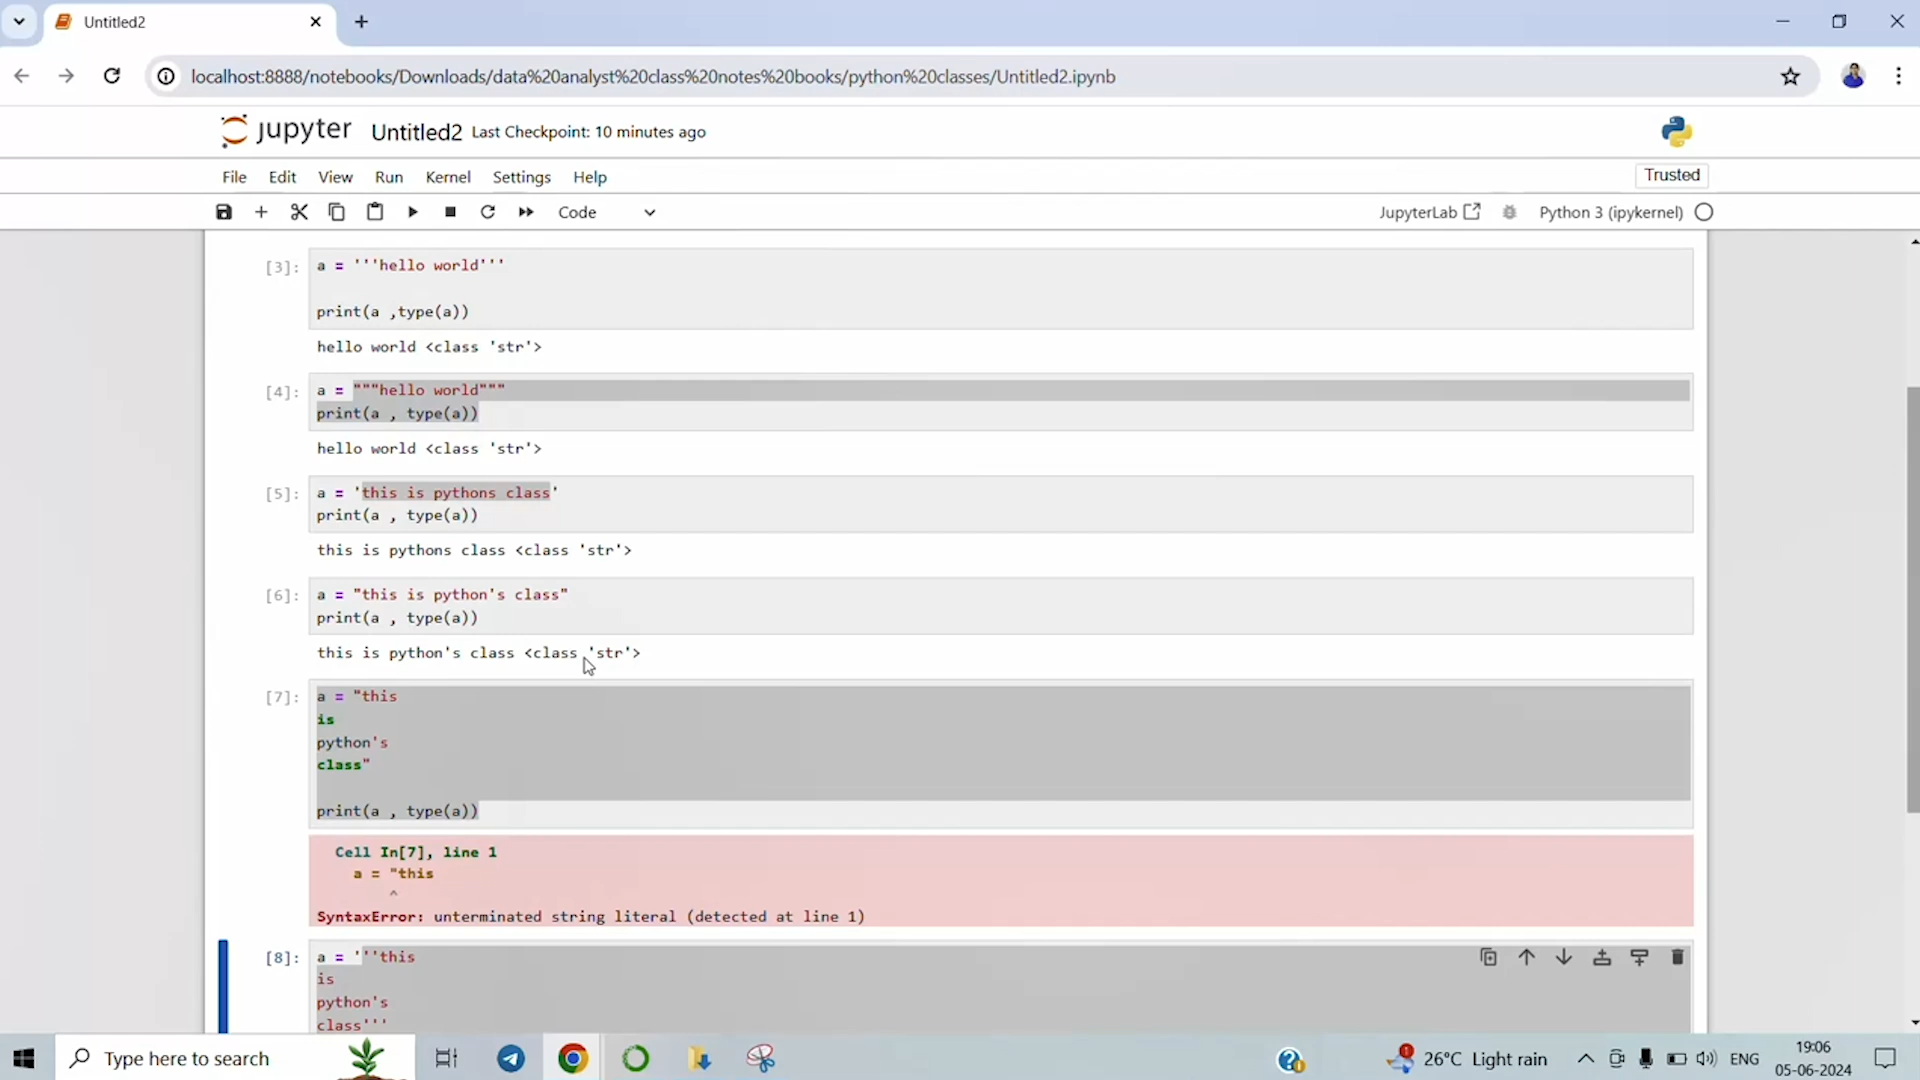 Untitled2
localhost:8888/notebooks/Downloads/data%20analyst%20class%20notes%20books/python%20classes/Untitled2.ipynb
jupyter Untitled2 Last Checkpoint: 10 minutes ago
File Edit View Run Kernel Settings Help
Trusted
Code
JupyterLab
Python 3 (ipykernel)
[3]: a = '''hello world'''
print(a ,type(a))
hello world <class 'str'>
[4]: a = """hello world"""
print(a , type(a))
hello world <class 'str'>
[5]: a = 'this is pythons class'
print(a , type(a))
this is pythons class <class 'str'>
[6]: a = "this is python's class"
print(a , type(a))
this is python's class <class 'str'>
[7]: a = "this
is
python's
class"
print(a , type(a))
Cell In[7], line 1
a = "this
^
SyntaxError: unterminated string literal (detected at line 1)
[8]: a = '''this
is
python's
class'''
Type here to search
26°C Light rain
ENG
19:06
05-06-2024